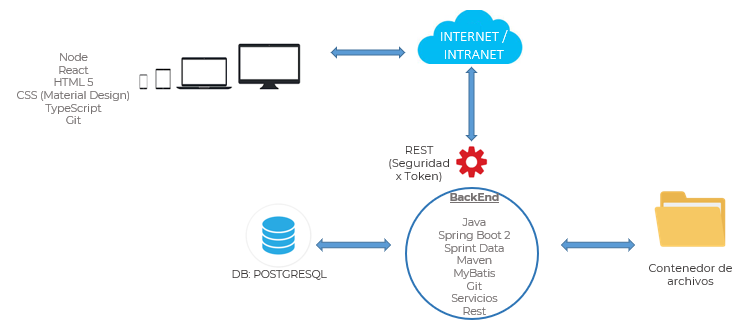 INTERNET /
INTRANET
Node
React
HTML 5
CSS (Material Design)
TypeScript
Git
REST
(Seguridad
x Token)
BackEnd
Java
Spring Boot 2
Sprint Data
Maven
MyBatis
Git
Servicios
Rest
DB: POSTGRESQL
Contenedor de
archivos